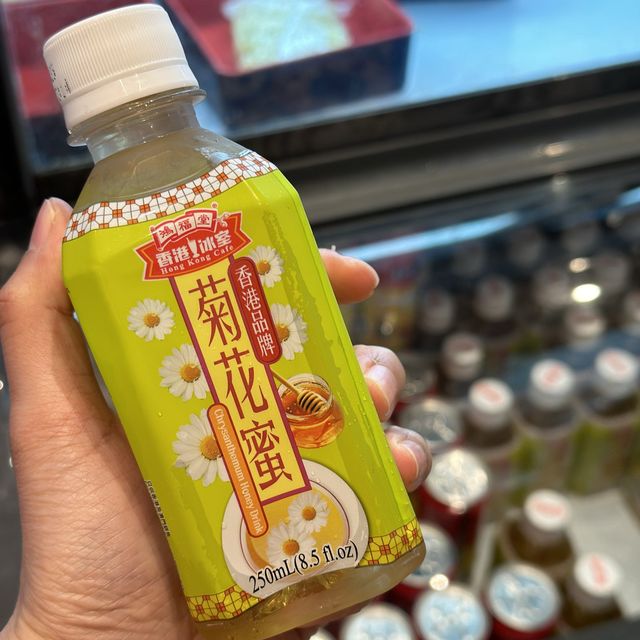 鴻福堂
香港冰室
Hong Kong Cafe
香港品牌
菊花蜜
Chrysanthemum Honey Drink
250mL(8.5 fl.oz)